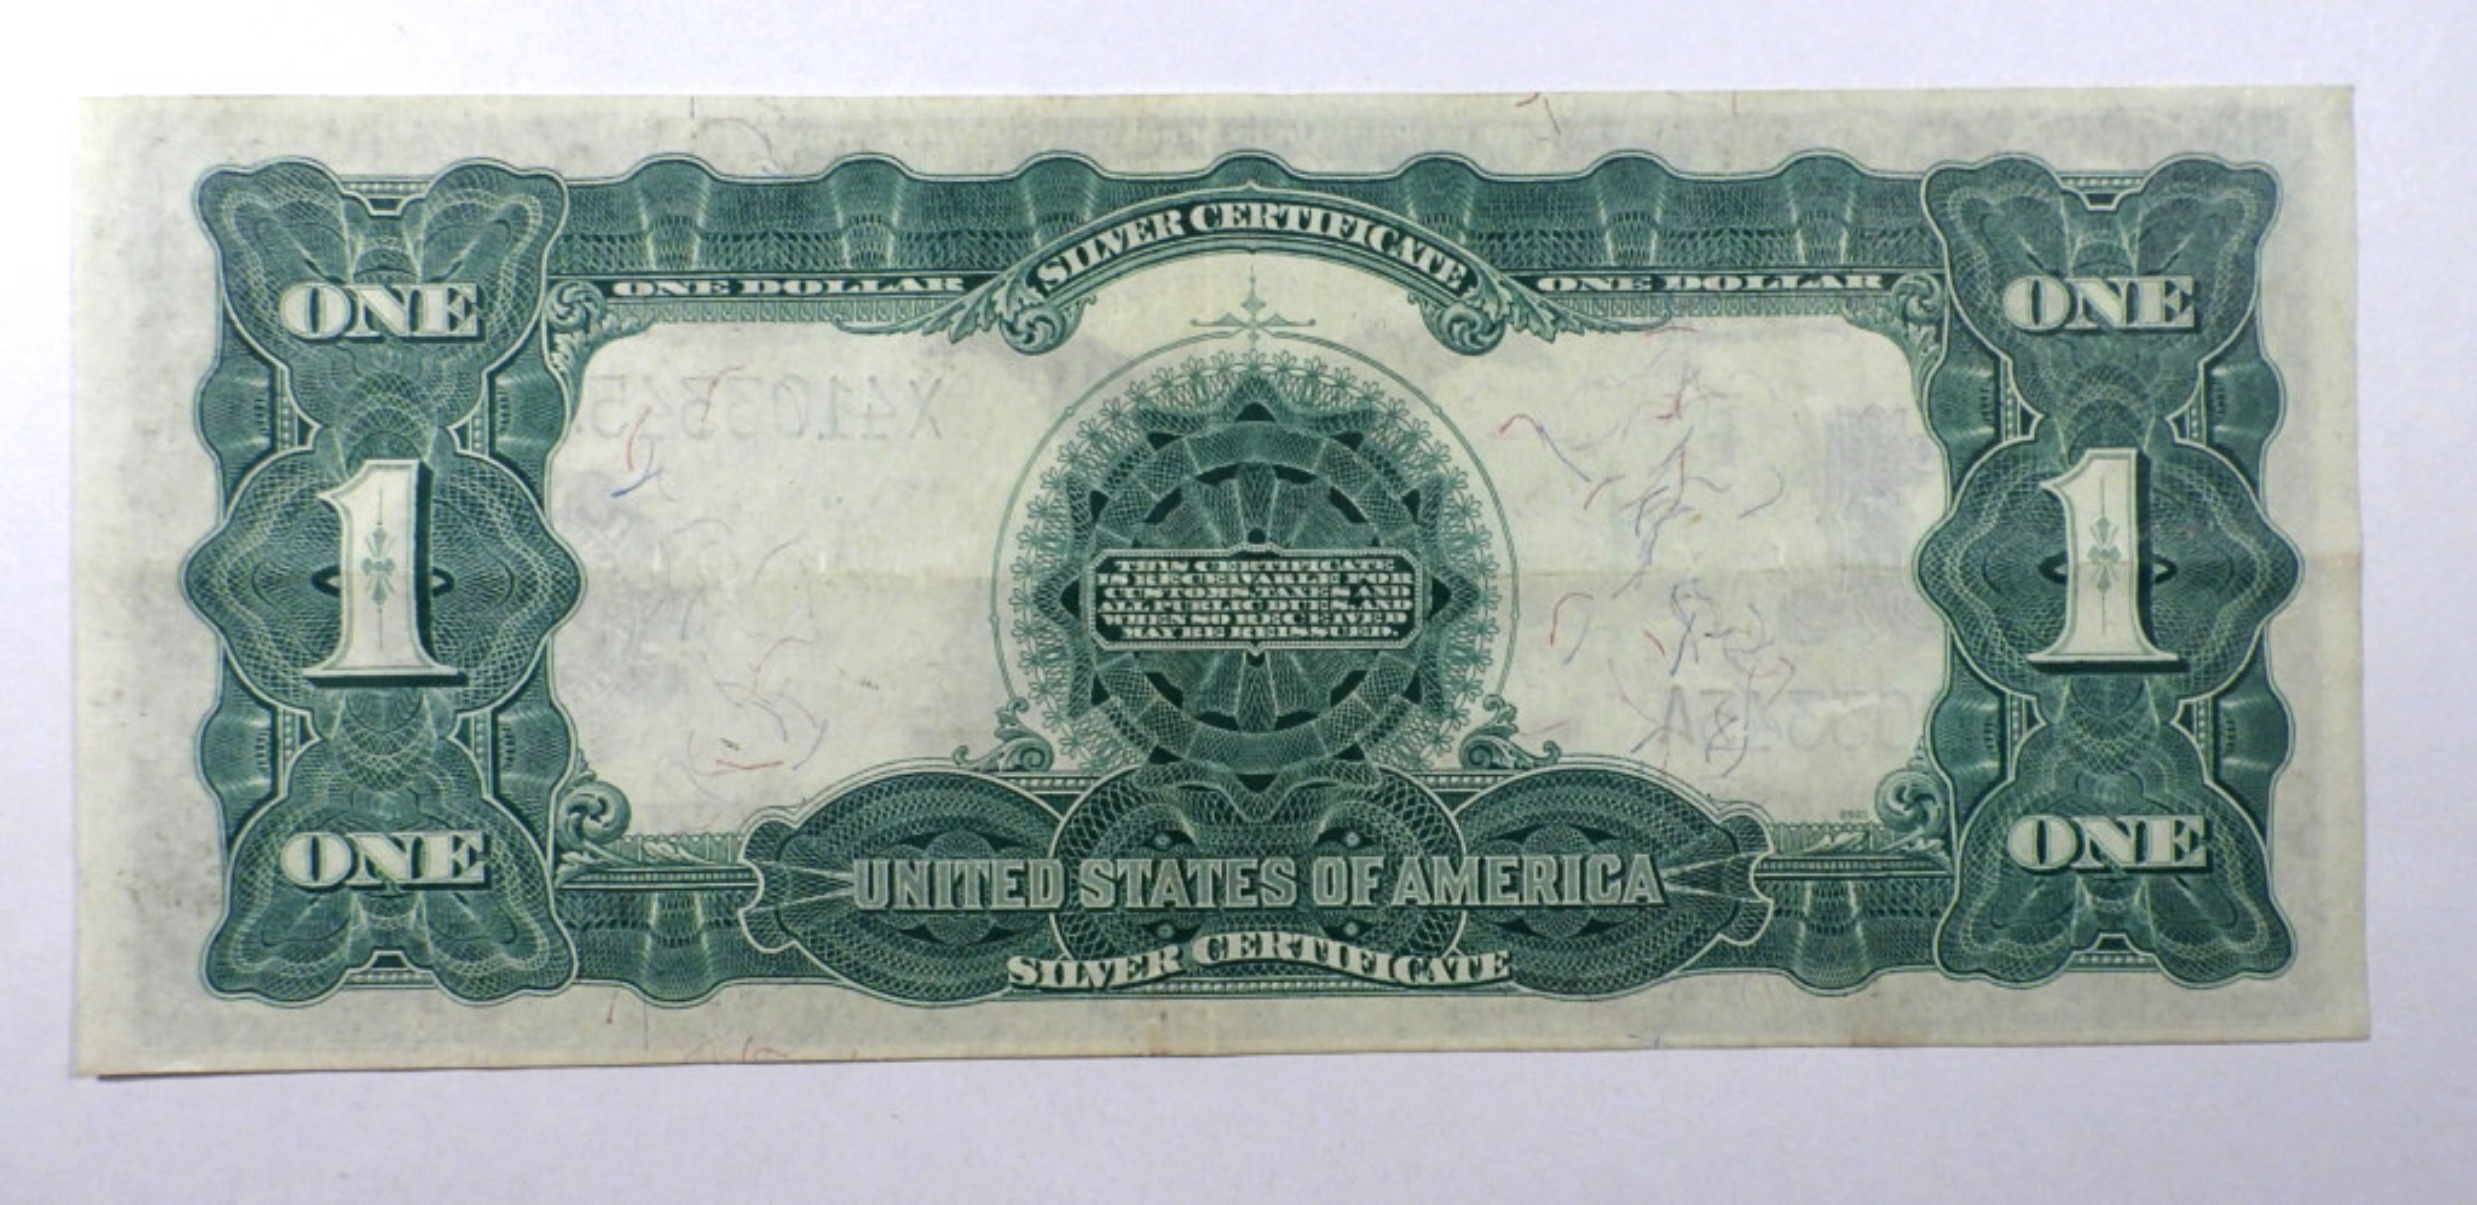 SILVER CERTIFICATE
ONE DOLLAR ONE DOLLAR
ONE ONE
1 1
THIS CERTIFICATE
IS RECEIVABLE FOR
CUSTOMS, TAXES AND
ALL PUBLIC DUES, AND
WHEN SO RECEIVED
MAY BE REISSUED.
ONE ONE
UNITED STATES OF AMERICA
SILVER CERTIFICATE